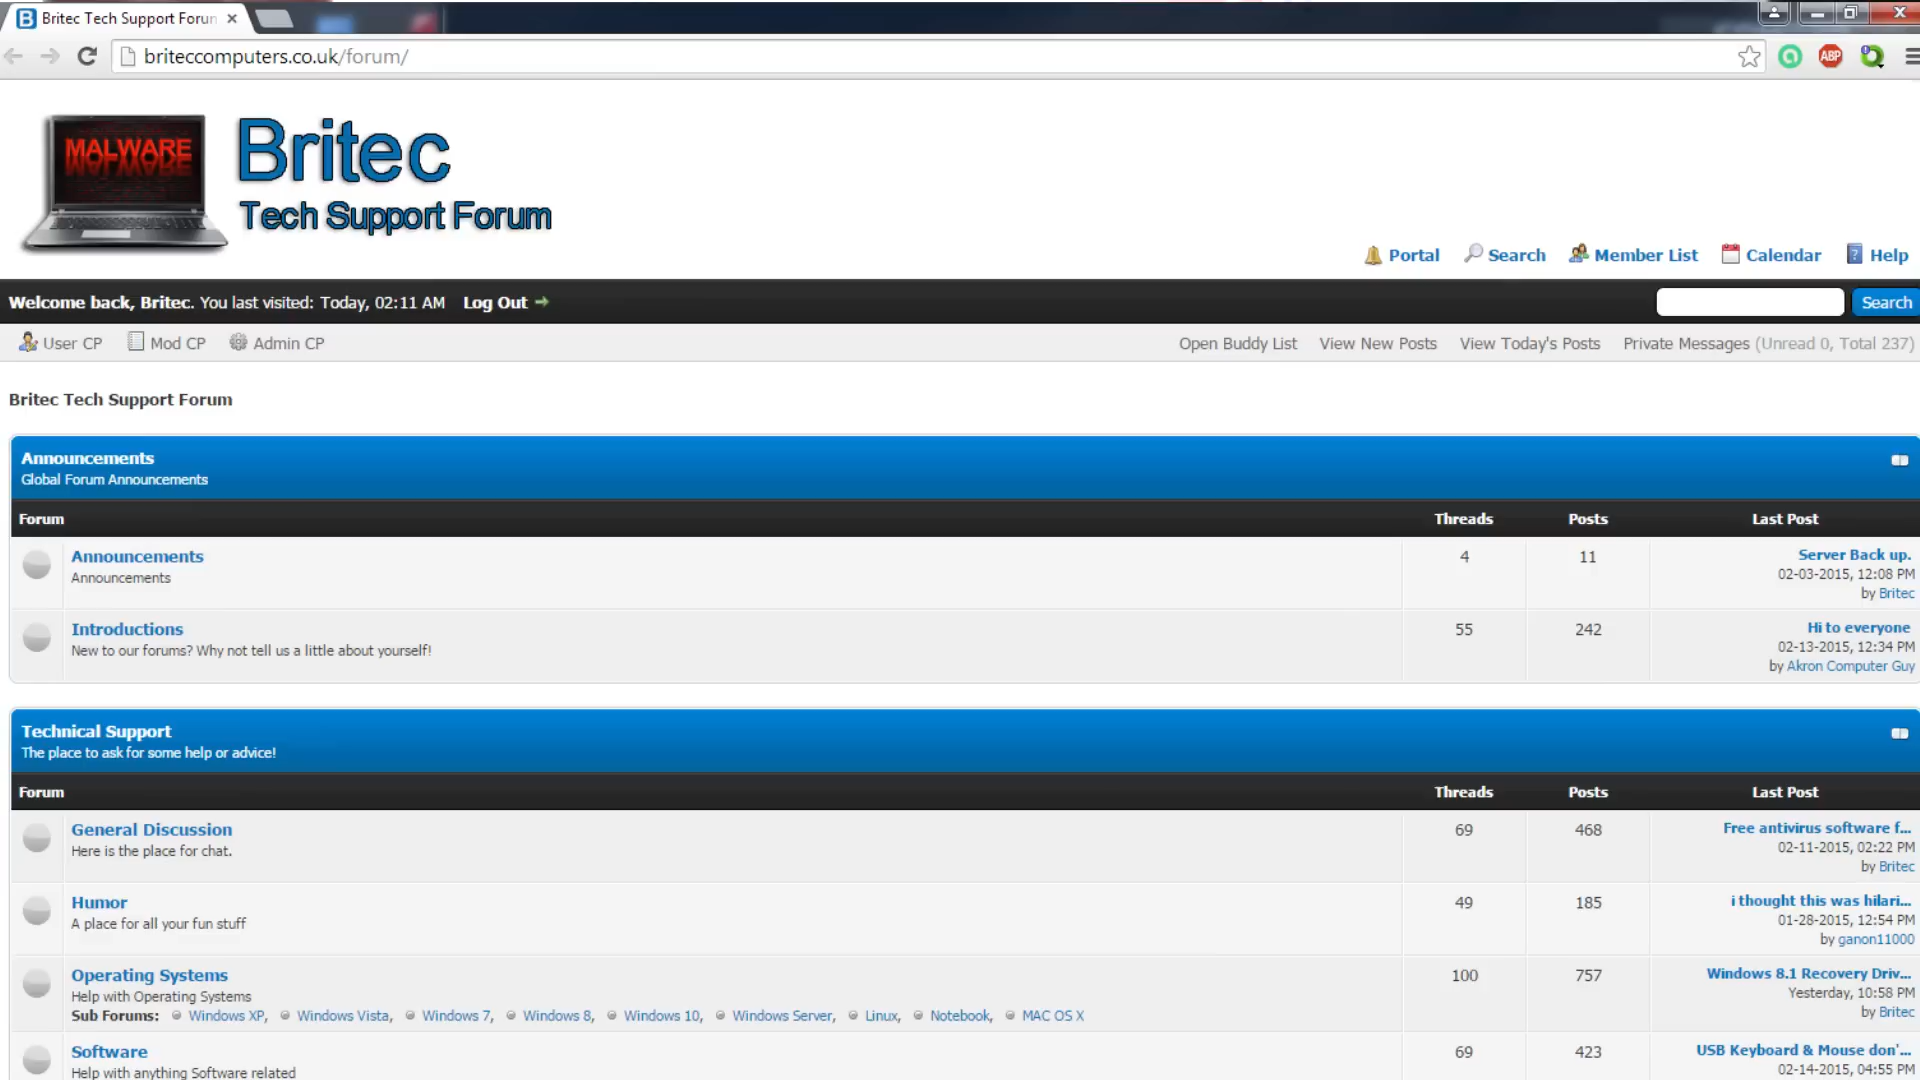 Britec Tech Support Forum
briteccomputers.co.uk/forum/
ABP
MALWARE
Britec
Tech Support Forum
Portal Search Member List Calendar Help
Welcome back, Britec. You last visited: Today, 02:11 AM Log Out Search
User CP Mod CP Admin CP Open Buddy List View New Posts View Today's Posts Private Messages (Unread 0, Total 237)
Britec Tech Support Forum
Announcements
Global Forum Announcements
Forum Threads Posts Last Post
Announcements 4 11 Server Back up.
Announcements 02-03-2015, 12:08 PM
by Britec
Introductions 55 242 Hi to everyone
New to our forums? Why not tell us a little about yourself! 02-13-2015, 12:34 PM
by Akron Computer Guy
Technical Support
The place to ask for some help or advice!
Forum Threads Posts Last Post
General Discussion 69 468 Free antivirus software f...
Here is the place for chat. 02-11-2015, 02:22 PM
by Britec
Humor 49 185 i thought this was hilari...
A place for all your fun stuff 01-28-2015, 12:54 PM
by ganon11000
Operating Systems 100 757 Windows 8.1 Recovery Driv...
Help with Operating Systems Yesterday, 10:58 PM
Sub Forums: Windows XP, Windows Vista, Windows 7, Windows 8, Windows 10, Windows Server, Linux, Notebook, MAC OS X by Britec
Software 69 423 USB Keyboard & Mouse don'...
Help with anything Software related 02-14-2015, 04:55 PM